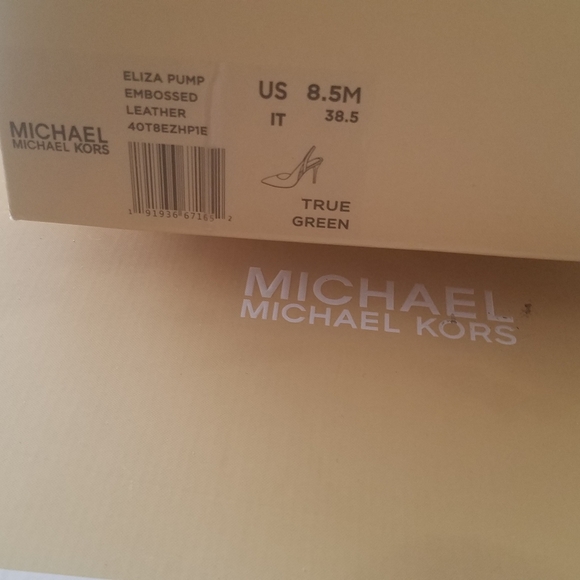 ELIZA PUMP
EMBOSSED
LEATHER
40T8EZHP1E
MICHAEL
MICHAEL KORS
US 8.5M
IT 38.5
TRUE
GREEN
MICHAEL
MICHAEL KORS